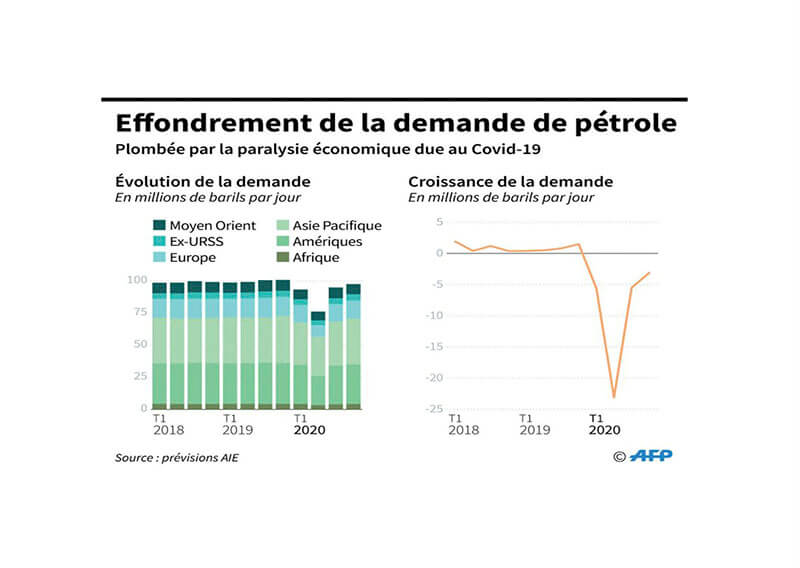 Effondrement de la demande de pétrole
Plombée par la paralysie économique due au Covid-19
Évolution de la demande
En millions de barils par jour
Moyen Orient
Ex-URSS
Europe
Asie Pacifique
Amériques
Afrique
100
75
50
25
0
T1
2018
T1
2019
T1
2020
Croissance de la demande
En millions de barils par jour
5
0
-5
-10
-15
-20
-25
T1
2018
T1
2019
T1
2020
Source : prévisions AIE
© AFP